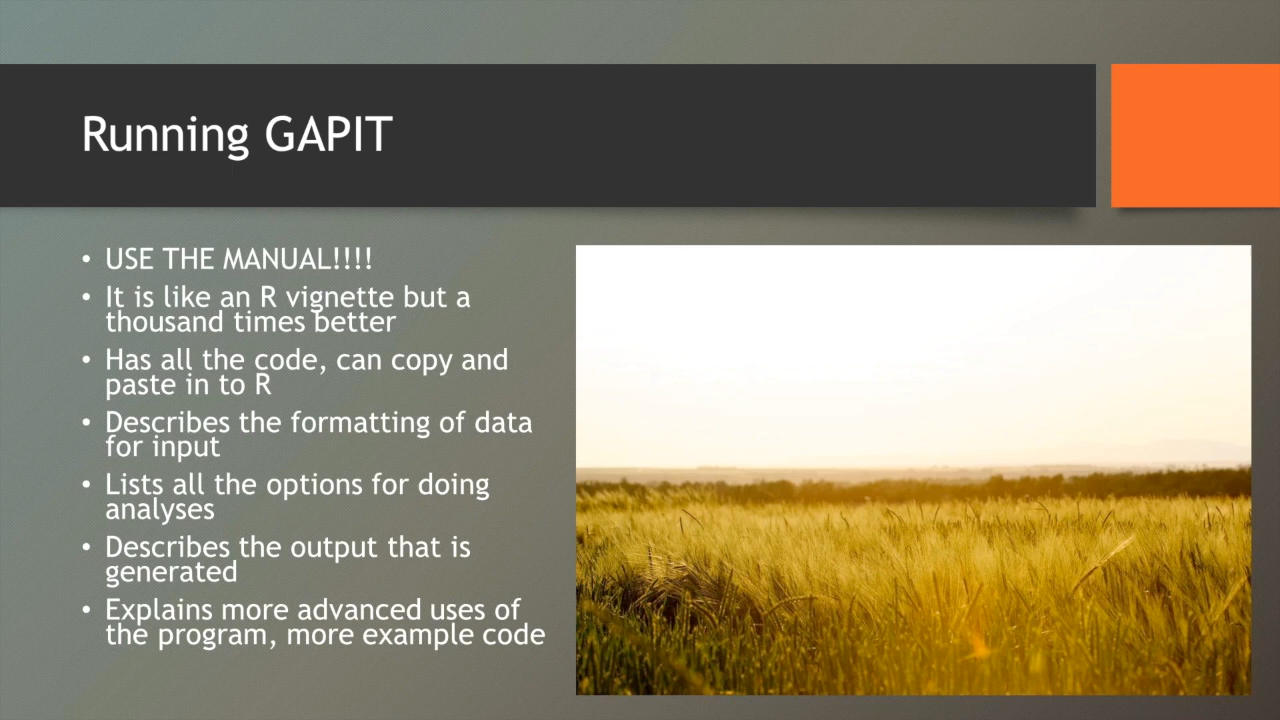 Running GAPIT
• USE THE MANUAL!!!!
• It is like an R vignette but a
thousand times better
• Has all the code, can copy and
paste in to R
• Describes the formatting of data
for input
• Lists all the options for doing
analyses
• Describes the output that is
generated
• Explains more advanced uses of
the program, more example code